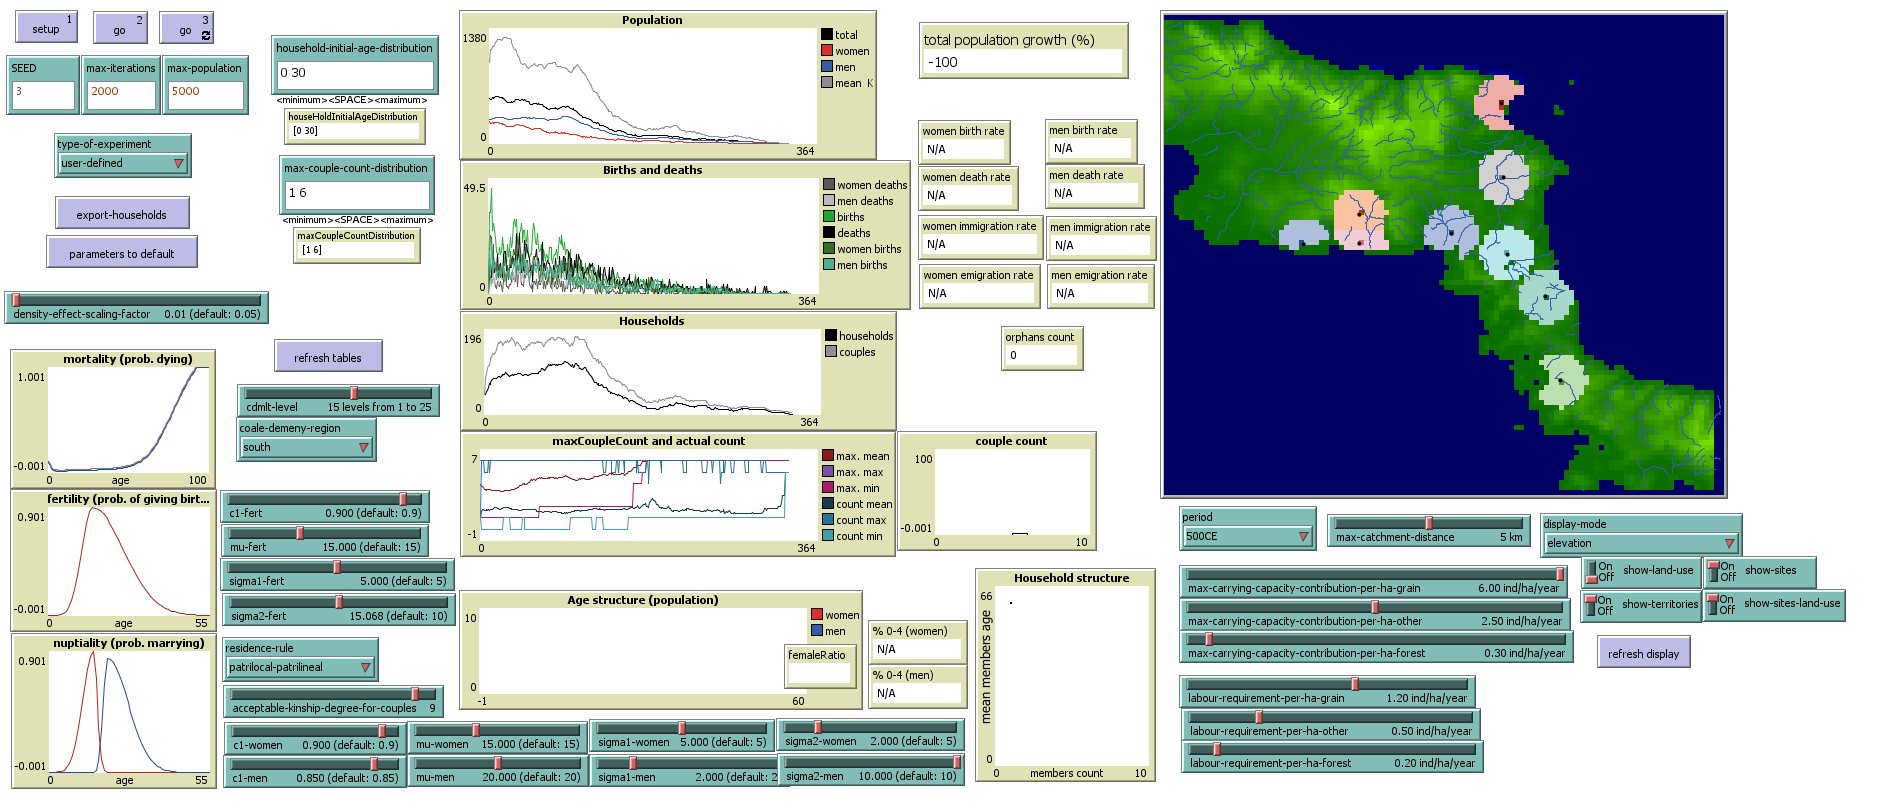 1
setup
2
go
3
go
SEED
3
max-iterations
2000
max-population
5000
type-of-experiment
user-defined
export-households
parameters to default
household-initial-age-distribution
0 30
<minimum><SPACE><maximum>
houseHoldInitialAgeDistribution
[0 30]
max-couple-count-distribution
1 6
<minimum><SPACE><maximum>
maxCoupleCountDistribution
[1 6]
density-effect-scaling-factor 0.01 (default: 0.05)
refresh tables
mortality (prob. dying)
1.001
-0.001
0 age 100
cdmlt-level 15 levels from 1 to 25
coale-demeny-region
south
fertility (prob. of giving birt...
0.901
-0.001
0 age 55
c1-fert 0.900 (default: 0.9)
mu-fert 15.000 (default: 15)
sigma1-fert 5.000 (default: 5)
sigma2-fert 15.068 (default: 10)
nuptiality (prob. marrying)
0.901
-0.001
0 age 55
residence-rule
patrilocal-patrilineal
acceptable-kinship-degree-for-couples 9
c1-women 0.900 (default: 0.9)
mu-women 15.000 (default: 15)
sigma1-women 5.000 (default: 5)
sigma2-women 2.000 (default: 5)
c1-men 0.850 (default: 0.85)
mu-men 20.000 (default: 20)
sigma1-men 2.000 (default: 2
sigma2-men 10.000 (default: 10)
Population
1380
0
0 364
total
women
men
mean K
Births and deaths
49.5
0
0 364
women deaths
men deaths
births
deaths
women births
men births
Households
196
0
0 364
households
couples
maxCoupleCount and actual count
7
-1
0 364
max. mean
max. max
max. min
count mean
count max
count min
couple count
100
-0.001
0 10
Age structure (population)
10
0
-1 60
women
men
femaleRatio
% 0-4 (women)
N/A
% 0-4 (men)
N/A
Household structure
66
mean members age
0
0 members count 10
total population growth (%)
-100
women birth rate
N/A
men birth rate
N/A
women death rate
N/A
men death rate
N/A
women immigration rate
N/A
men immigration rate
N/A
women emigration rate
N/A
men emigration rate
N/A
orphans count
0
period
500CE
max-catchment-distance 5 km
display-mode
elevation
max-carrying-capacity-contribution-per-ha-grain 6.00 ind/ha/year
max-carrying-capacity-contribution-per-ha-other 2.50 ind/ha/year
max-carrying-capacity-contribution-per-ha-forest 0.30 ind/ha/year
On
Off
show-land-use
On
Off
show-sites
On
Off
show-territories
On
Off
show-sites-land-use
refresh display
labour-requirement-per-ha-grain 1.20 ind/ha/year
labour-requirement-per-ha-other 0.50 ind/ha/year
labour-requirement-per-ha-forest 0.20 ind/ha/year